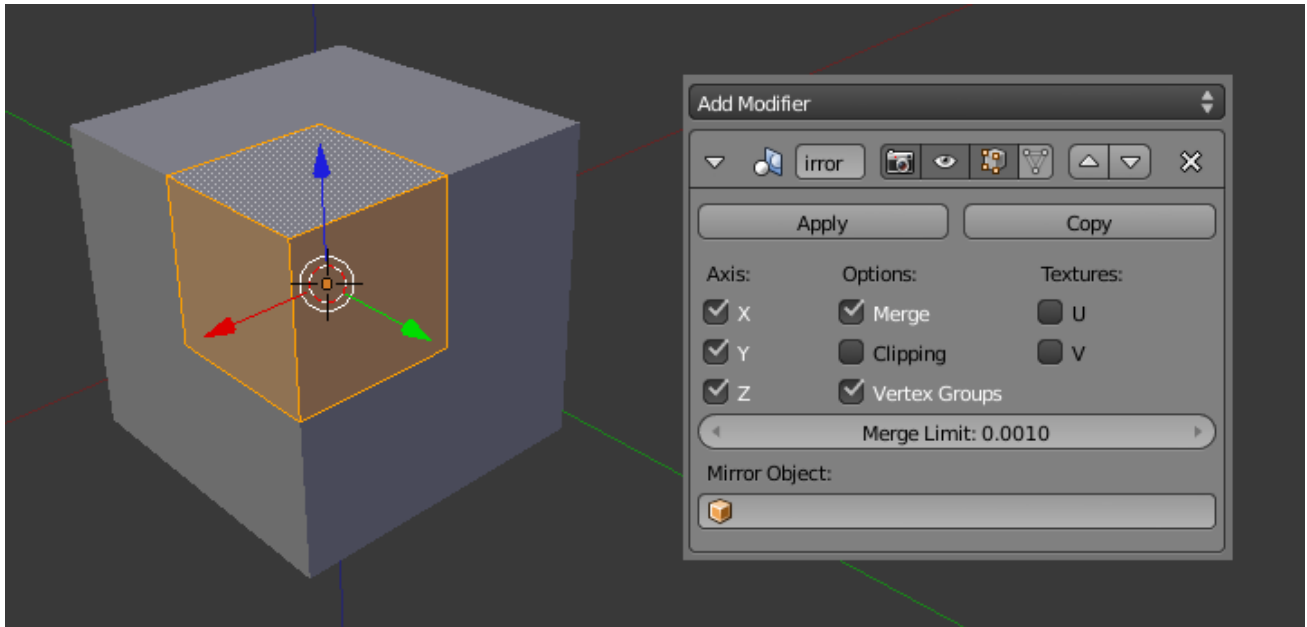 Add Modifier
irror
Apply Copy
Axis: Options: Textures:
X Merge U
Y Clipping V
Z Vertex Groups
Merge Limit: 0.0010
Mirror Object: